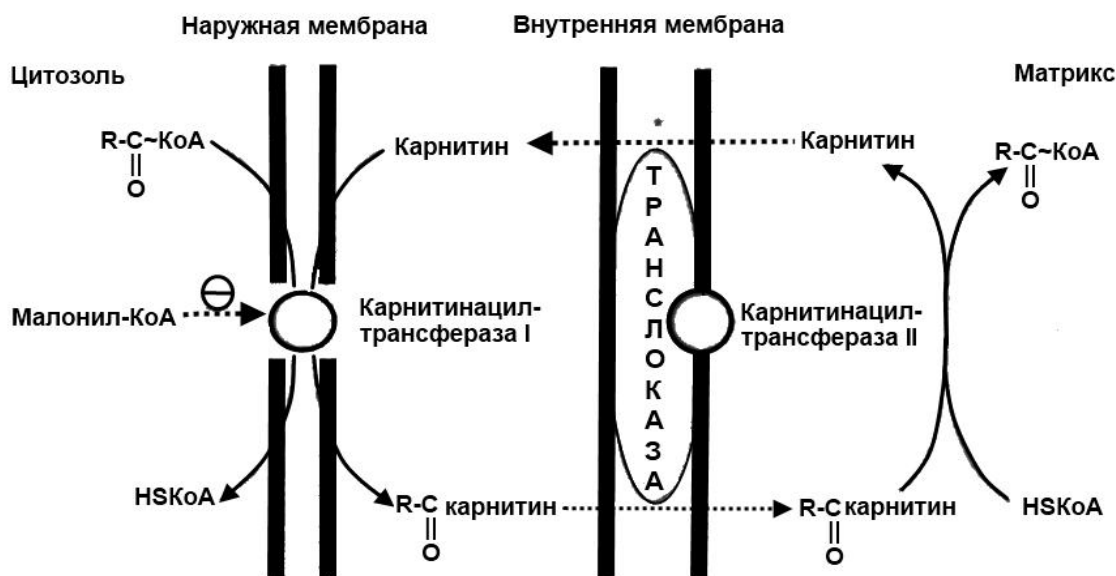 Наружная мембрана
Внутренняя мембрана
Цитозоль
Матрикс
R-C~КоА
O
Карнитин
Карнитин
R-C~КоА
O
ТРАНСЛОКАЗА
Малонил-КоА
Карнитинацил-
трансфераза I
Карнитинацил-
трансфераза II
HSКоА
R-C карнитин
O
R-C карнитин
O
HSКоА